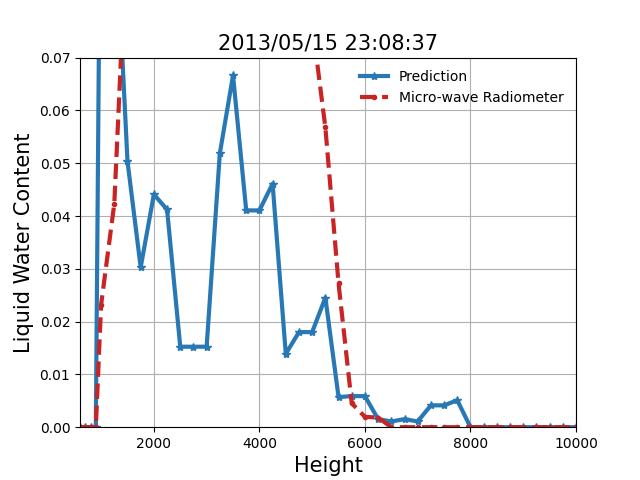 2013/05/15 23:08:37
Prediction
Micro-wave Radiometer
Liquid Water Content
0.07
0.06
0.05
0.04
0.03
0.02
0.01
0.00
2000 4000 6000 8000 10000
Height